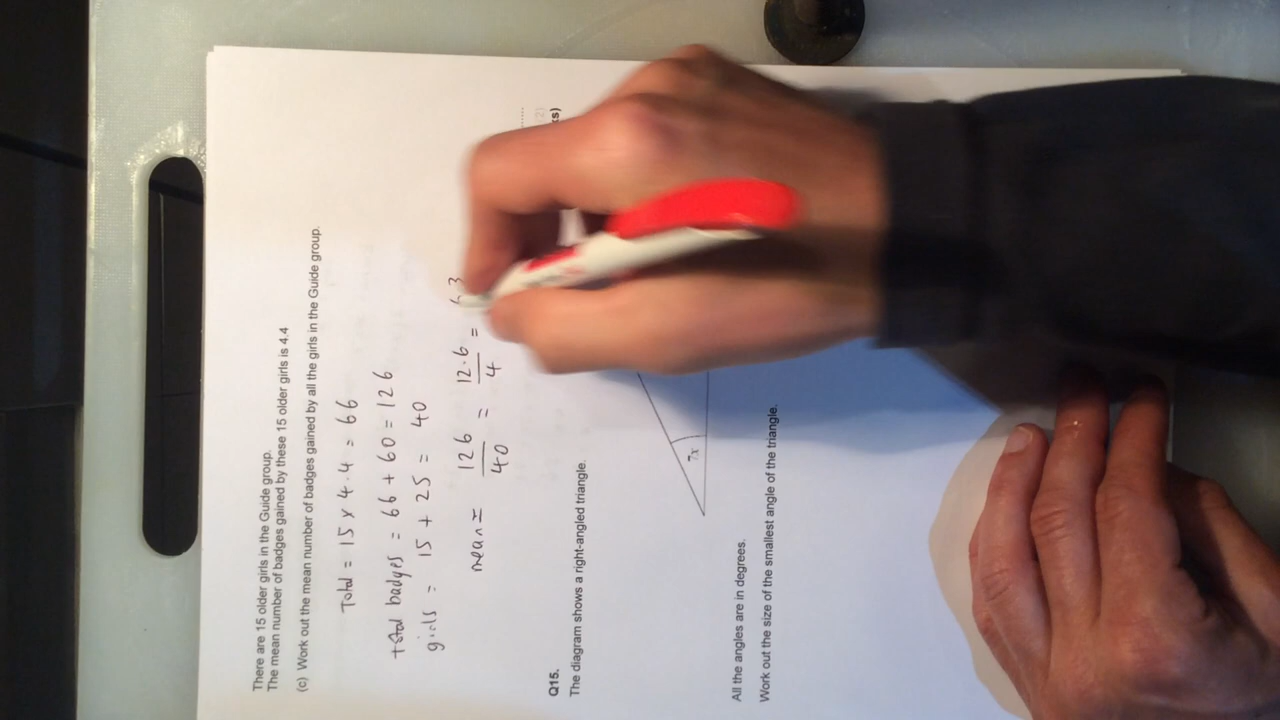 There are 15 older girls in the Guide group.
The mean number of badges gained by these 15 older girls is 4.4
(c) Work out the mean number of badges gained by all the girls in the Guide group.
Total = 15 x 4.4 = 66
total badges = 66 + 60 = 126
girls = 15 + 25 = 40
mean = 126/40 = 12.6/4 =
Q15.
The diagram shows a right-angled triangle.
7x
All the angles are in degrees.
Work out the size of the smallest angle of the triangle.